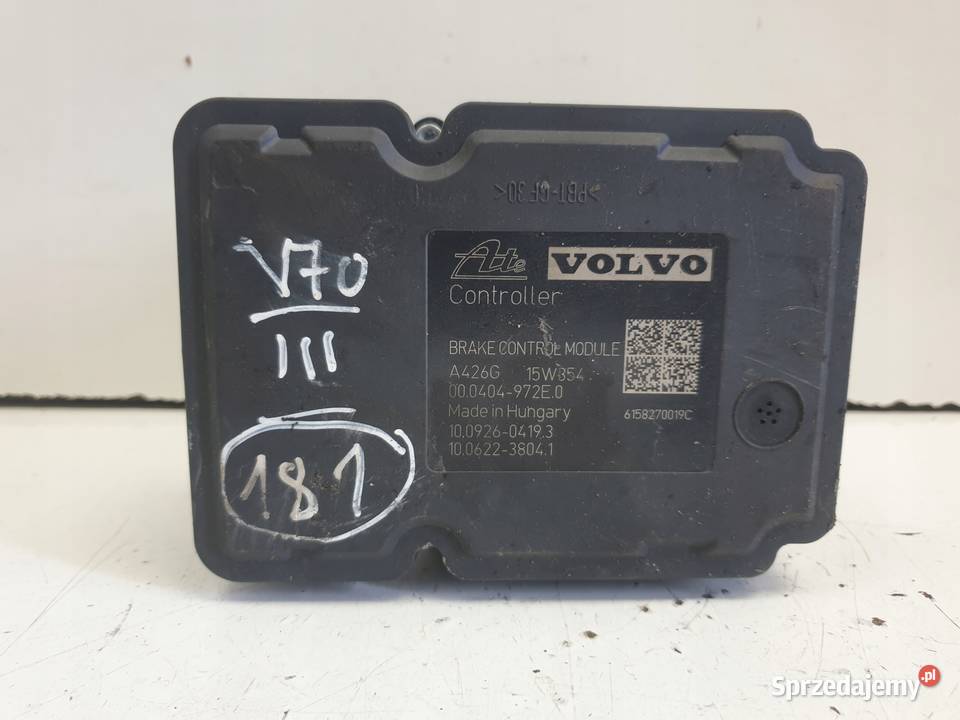 >PBT-GF30<
V70
III
181
Ate VOLVO
Controller
BRAKE CONTROL MODULE
A426G 15W354
00.0404-972E.0
Made in Hungary
10.0926-0419.3
10.0622-3804.1
6158270019C
Sprzedajemy.pl